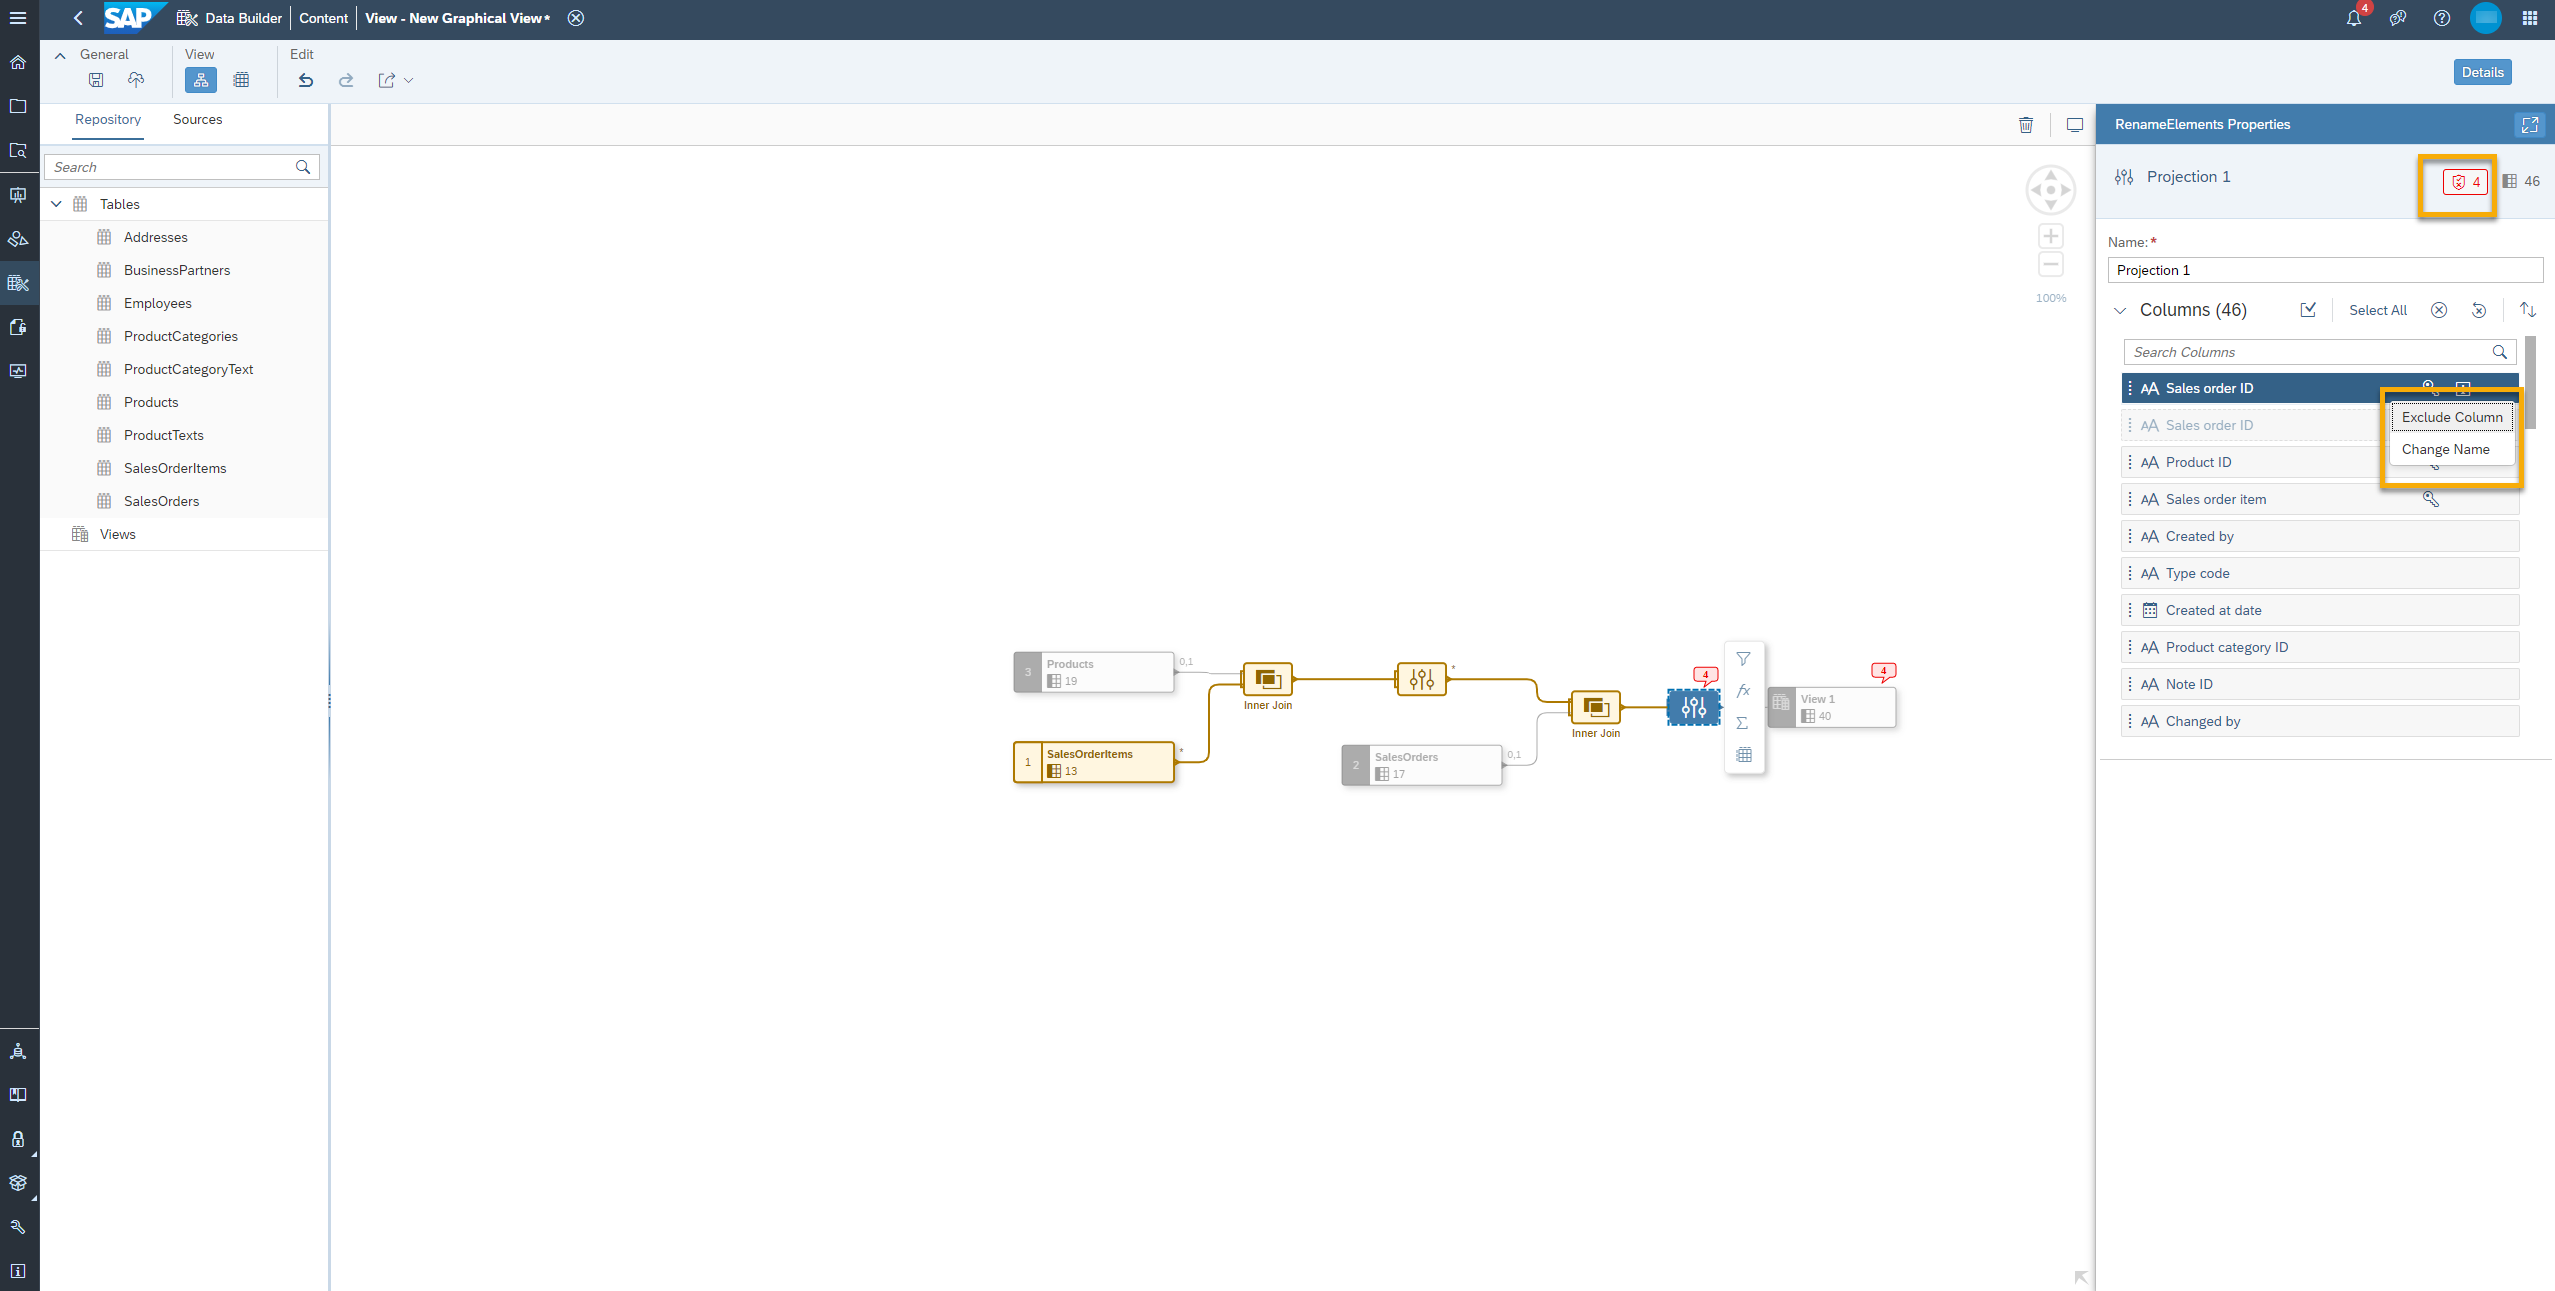 SAP
Data Builder
Content
View - New Graphical View*
4
General
View
Edit
Details
Repository
Sources
Search
Tables
Addresses
BusinessPartners
Employees
ProductCategories
ProductCategoryText
Products
ProductTexts
SalesOrderItems
SalesOrders
Views
100%
3
Products
19
0,1
Inner Join
1
SalesOrderItems
13
*
*
Inner Join
2
SalesOrders
17
0,1
4
fx
Σ
4
View 1
40
RenameElements Properties
Projection 1
4
46
Name: *
Projection 1
Columns (46)
Select All
Search Columns
AA Sales order ID
Exclude Column
Change Name
AA Sales order ID
AA Product ID
AA Sales order item
AA Created by
AA Type code
Created at date
AA Product category ID
AA Note ID
AA Changed by